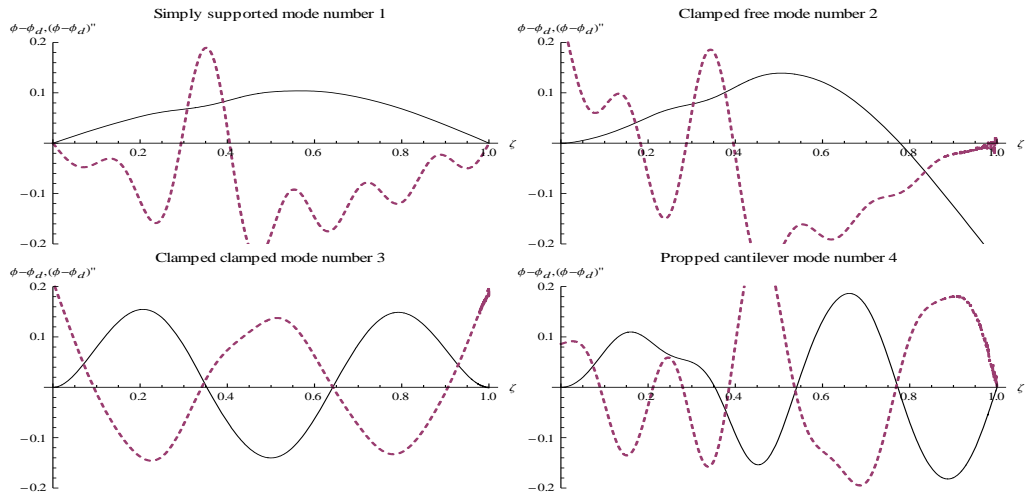 Simply supported mode number 1
ϕ−ϕd,(ϕ−ϕd)''
0.2
0.1
−0.1
−0.2
0.2 0.4 0.6 0.8 1.0 ζ
Clamped free mode number 2
ϕ−ϕd,(ϕ−ϕd)''
0.2
0.1
−0.1
−0.2
0.2 0.4 0.6 0.8 1.0 ζ
Clamped clamped mode number 3
ϕ−ϕd,(ϕ−ϕd)''
0.2
0.1
−0.1
−0.2
0.2 0.4 0.6 0.8 1.0 ζ
Propped cantilever mode number 4
ϕ−ϕd,(ϕ−ϕd)''
0.2
0.1
−0.1
−0.2
0.2 0.4 0.6 0.8 1.0 ζ